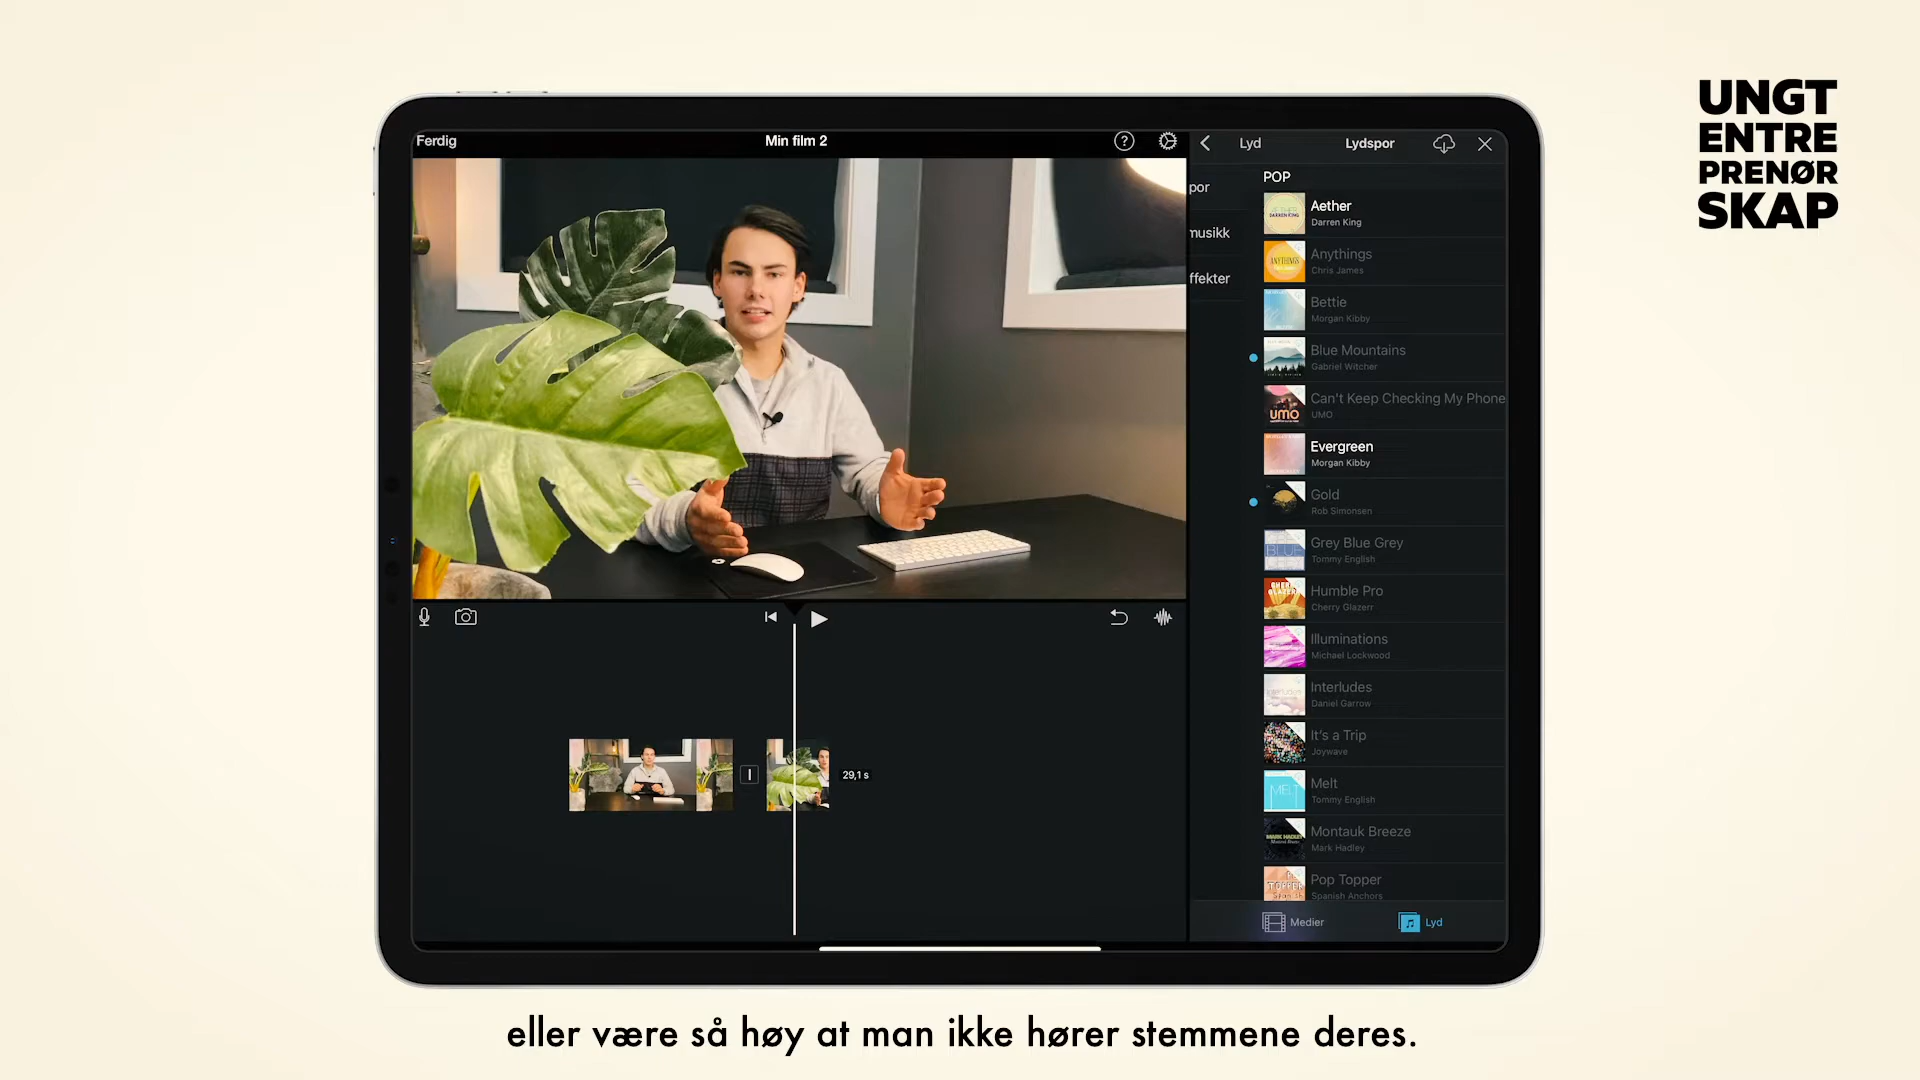 UNGT
ENTRE
PRENØR
SKAP
Ferdig
Min film 2
?
Lyd
Lydspor
por
musikk
ffekter
POP
Aether
Darren King
Anythings
Chris James
Bettie
Morgan Kibby
Blue Mountains
Gabriel Witcher
Can't Keep Checking My Phone
UMO
UMO
Evergreen
Morgan Kibby
Gold
Rob Simonsen
Grey Blue Grey
Tommy English
Humble Pro
Cherry Glazerr
Illuminations
Michael Lockwood
Interludes
Daniel Garrow
It's a Trip
Joywave
Melt
Tommy English
MELT
Montauk Breeze
Mark Hadley
Pop Topper
Spanish Anchors
29,1 s
Medier
Lyd
eller være så høy at man ikke hører stemmene deres.